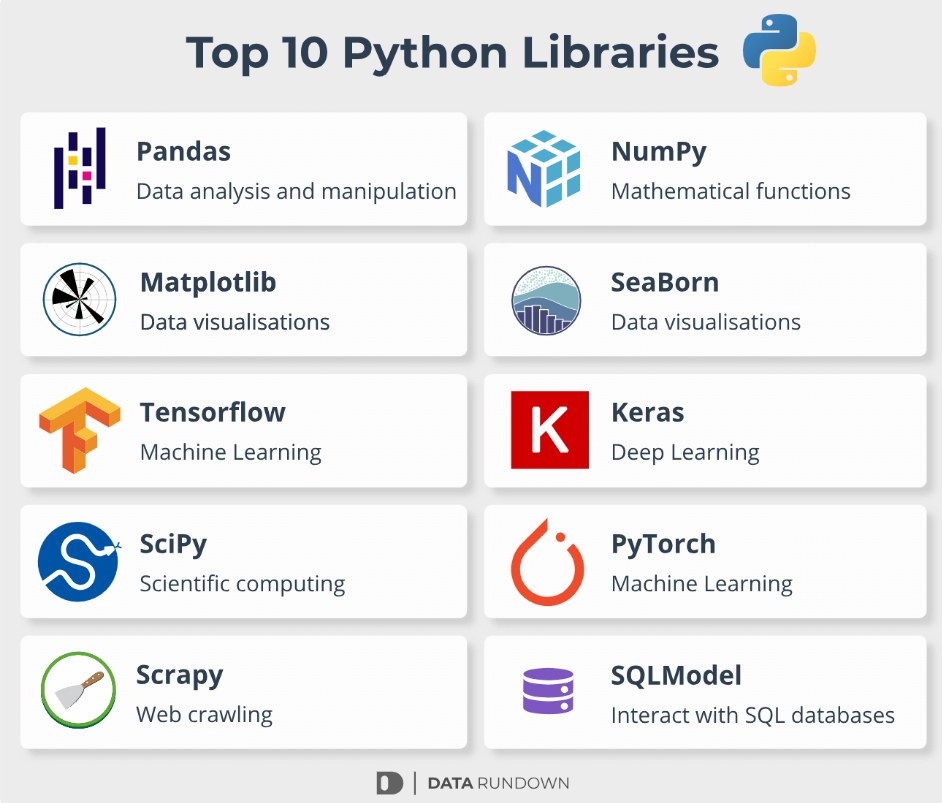 Top 10 Python Libraries
Pandas
Data analysis and manipulation
NumPy
Mathematical functions
Matplotlib
Data visualisations
SeaBorn
Data visualisations
Tensorflow
Machine Learning
K
Keras
Deep Learning
SciPy
Scientific computing
PyTorch
Machine Learning
Scrapy
Web crawling
SQLModel
Interact with SQL databases
D | DATA RUNDOWN